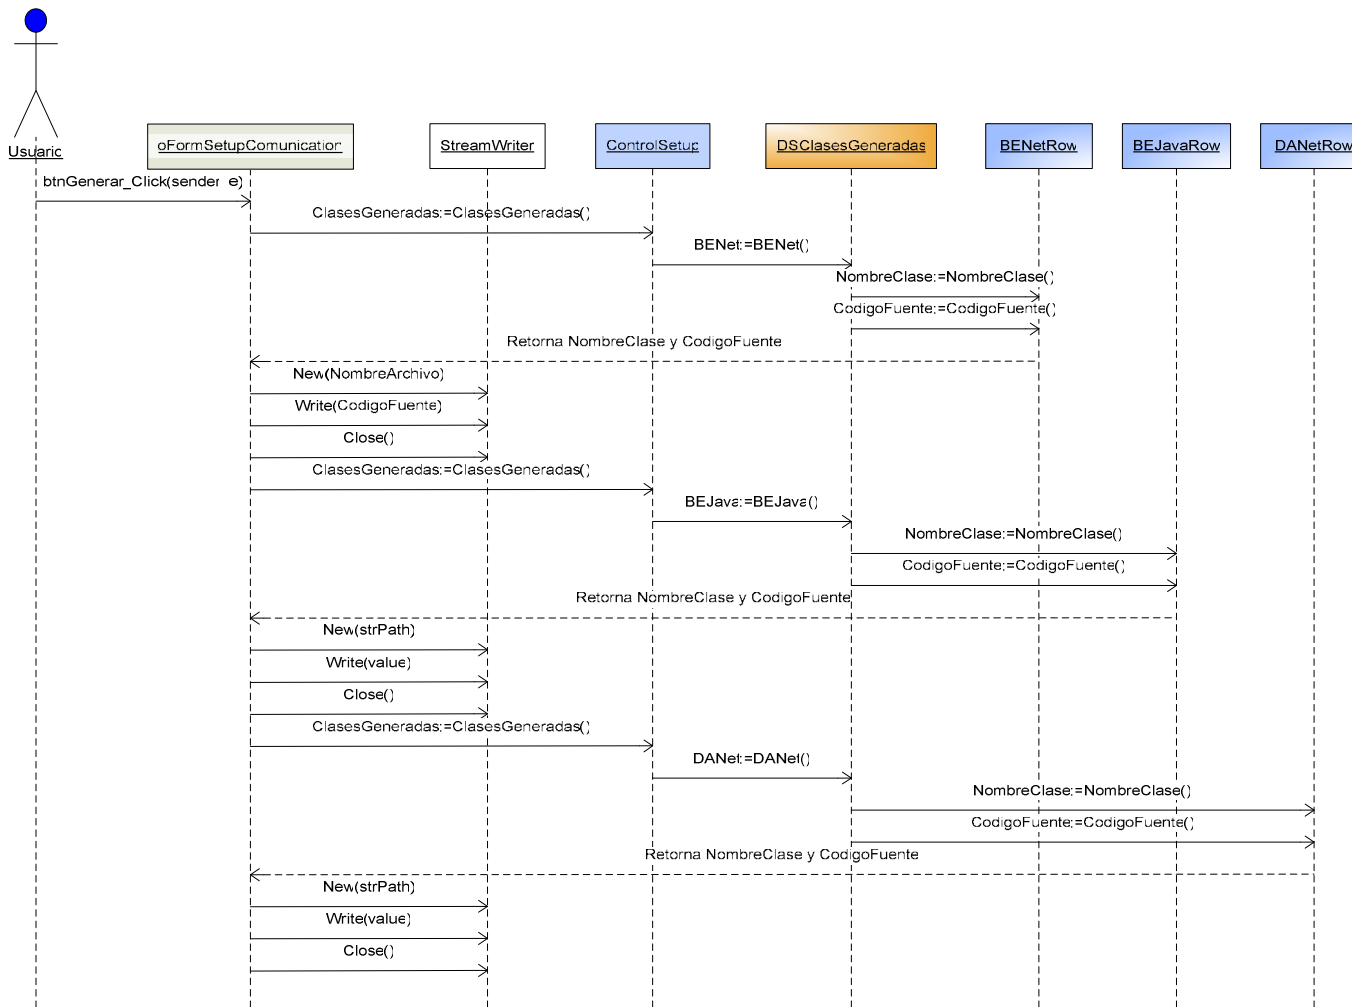 Usuario
oFormSetupComunication
StreamWriter
ControlSetup
DSClasesGeneradas
BENetRow
BEJavaRow
DANetRow
btnGenerar_Click(sender e)
ClasesGeneradas:=ClasesGeneradas()
BENet:=BENet()
NombreClase:=NombreClase()
CodigoFuente:=CodigoFuente()
Retorna NombreClase y CodigoFuente
New(NombreArchivo)
Write(CodigoFuente)
Close()
ClasesGeneradas:=ClasesGeneradas()
BEJava:=BEJava()
NombreClase:=NombreClase()
CodigoFuente:=CodigoFuente()
Retorna NombreClase y CodigoFuente
New(strPath)
Write(value)
Close()
ClasesGeneradas:=ClasesGeneradas()
DANet:=DANet()
NombreClase:=NombreClase()
CodigoFuente:=CodigoFuente()
Retorna NombreClase y CodigoFuente
New(strPath)
Write(value)
Close()